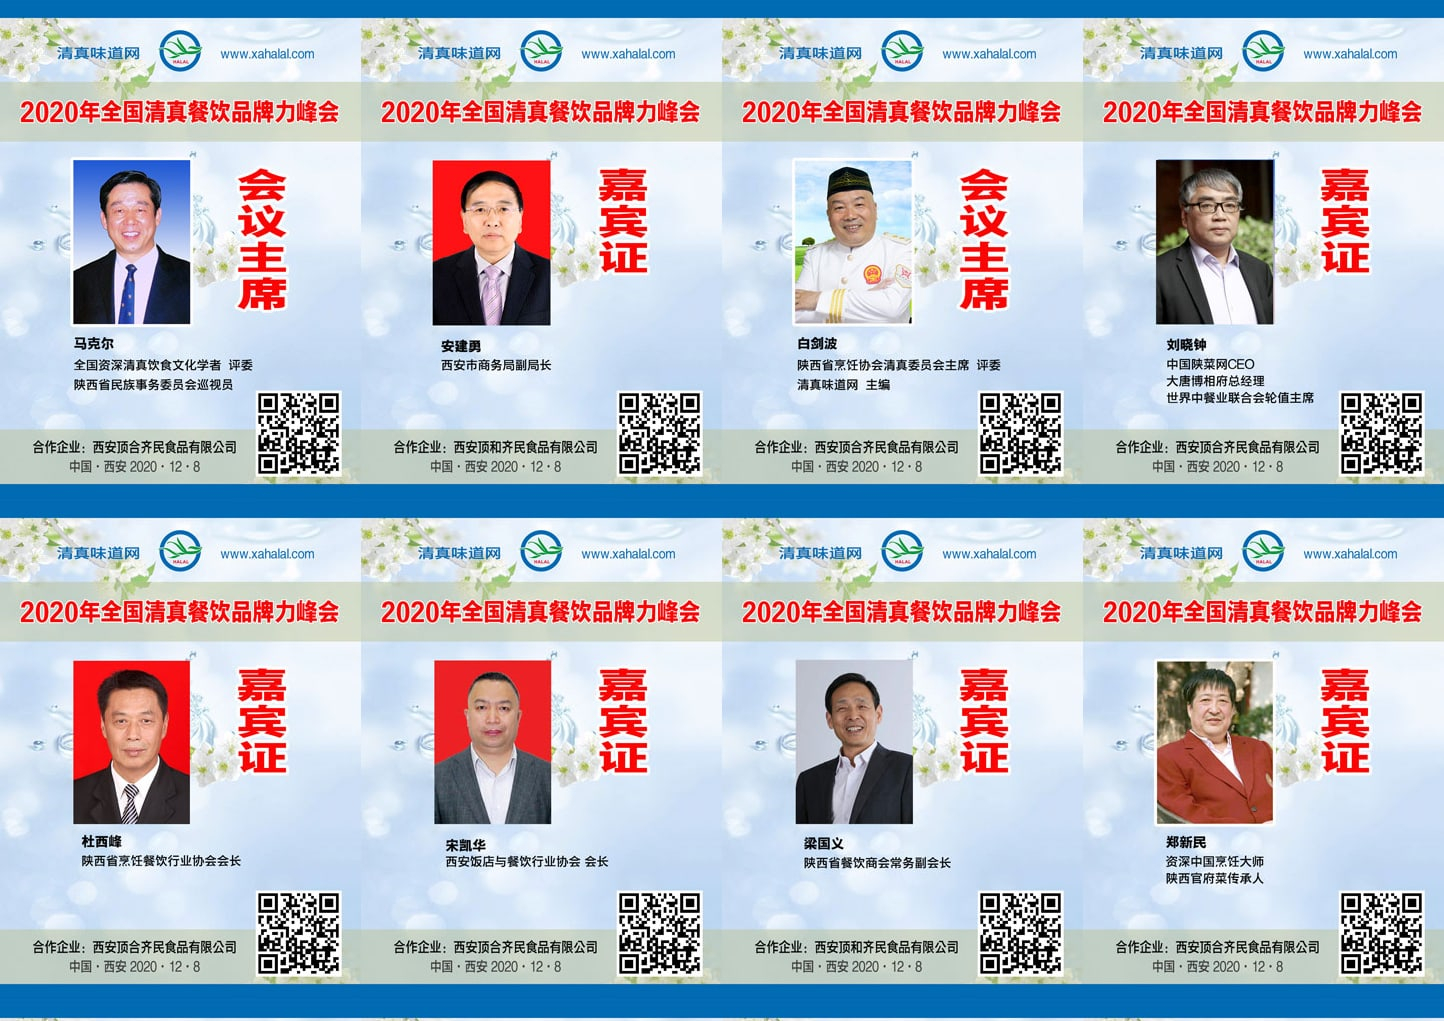 清真味道网 HALAL www.xahalal.com
2020年全国清真餐饮品牌力峰会
会议主席
马克尔
全国资深清真饮食文化学者 评委
陕西省民族事务委员会巡视员
合作企业：西安顶合齐民食品有限公司
中国·西安 2020·12·8
清真味道网 HALAL www.xahalal.com
2020年全国清真餐饮品牌力峰会
嘉宾证
安建勇
西安市商务局副局长
合作企业：西安顶和齐民食品有限公司
中国·西安 2020·12·8
清真味道网 HALAL www.xahalal.com
2020年全国清真餐饮品牌力峰会
会议主席
白剑波
陕西省烹饪协会清真委员会主席 评委
清真味道网 主编
合作企业：西安顶合齐民食品有限公司
中国·西安 2020·12·8
清真味道网 HALAL www.xahalal.com
2020年全国清真餐饮品牌力峰会
嘉宾证
刘晓钟
中国陕菜网CEO
大唐博相府总经理
世界中餐业联合会轮值主席
合作企业：西安顶合齐民食品有限公司
中国·西安 2020·12·8
清真味道网 HALAL www.xahalal.com
2020年全国清真餐饮品牌力峰会
嘉宾证
杜西峰
陕西省烹饪餐饮行业协会会长
合作企业：西安顶合齐民食品有限公司
中国·西安 2020·12·8
清真味道网 HALAL www.xahalal.com
2020年全国清真餐饮品牌力峰会
嘉宾证
宋凯华
西安饭店与餐饮行业协会 会长
合作企业：西安顶合齐民食品有限公司
中国·西安 2020·12·8
清真味道网 HALAL www.xahalal.com
2020年全国清真餐饮品牌力峰会
嘉宾证
梁国义
陕西省餐饮商会常务副会长
合作企业：西安顶和齐民食品有限公司
中国·西安 2020·12·8
清真味道网 HALAL www.xahalal.com
2020年全国清真餐饮品牌力峰会
嘉宾证
郑新民
资深中国烹饪大师
陕西官府菜传承人
合作企业：西安顶合齐民食品有限公司
中国·西安 2020·12·8